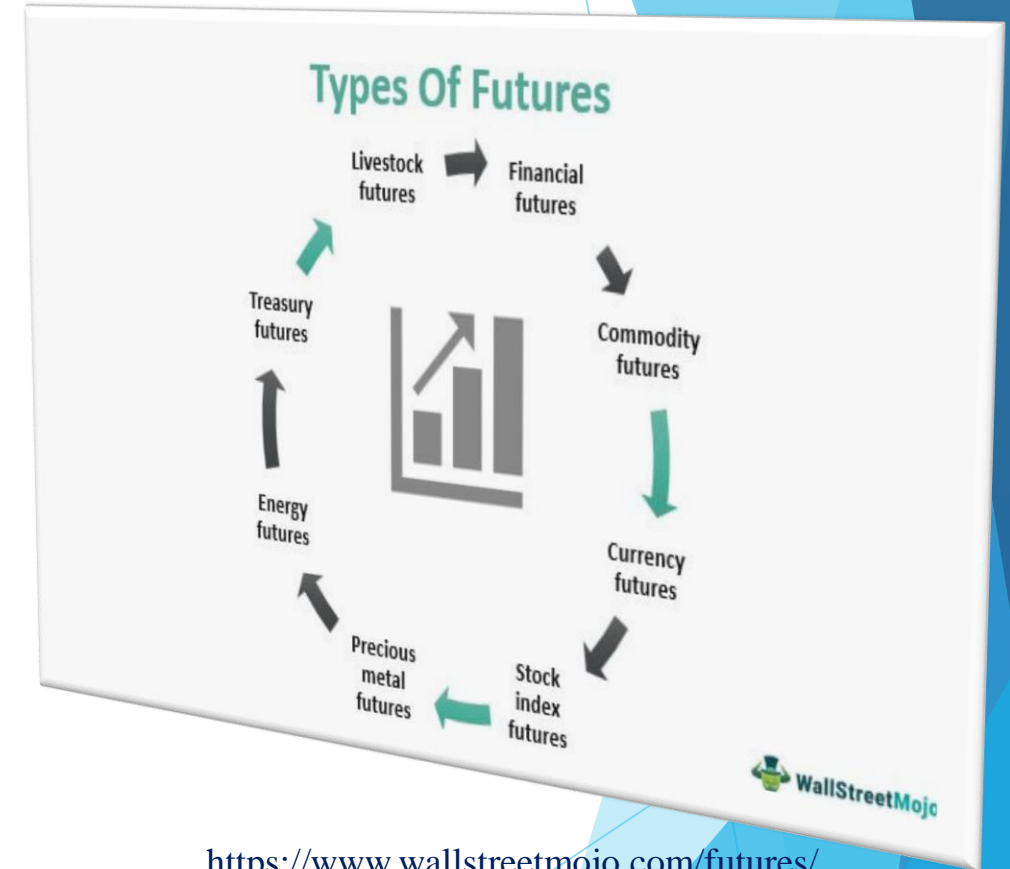 Types Of Futures
Livestock
futures
Financial
futures
Commodity
futures
Currency
futures
Stock
index
futures
Precious
metal
futures
Energy
futures
Treasury
futures
WallStreetMojo
https://www.wallstreetmojo.com/futures/